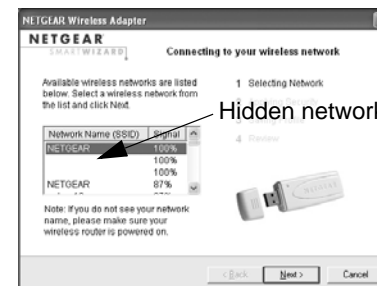 NETGEAR Wireless Adapter
NETGEAR
SMARTWIZARD
Connecting to your wireless network
Available wireless networks are listed
below. Select a wireless network from
the list and click Next.
1 Selecting Network
Hidden network
4 Review
Network Name (SSID) Signal
NETGEAR 100%
100%
100%
NETGEAR 87%
Note: If you do not see your network
name, please make sure your
wireless router is powered on.
NETGEAR
< Back
Next >
Cancel